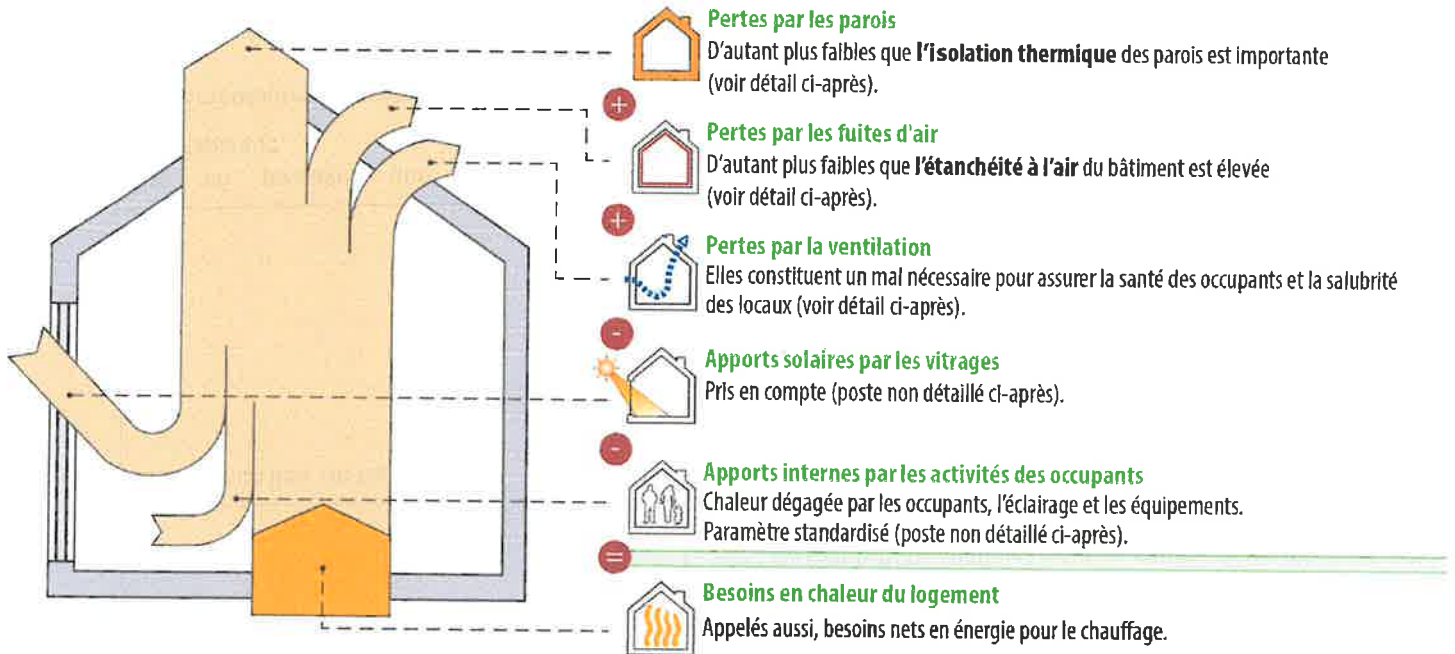 Pertes par les parois
D'autant plus faibles que l'isolation thermique des parois est importante
(voir détail ci-après).
+
Pertes par les fuites d'air
D'autant plus faibles que l'étanchéité à l'air du bâtiment est élevée
(voir détail ci-après).
+
Pertes par la ventilation
Elles constituent un mal nécessaire pour assurer la santé des occupants et la salubrité
des locaux (voir détail ci-après).
-
Apports solaires par les vitrages
Pris en compte (poste non détaillé ci-après).
-
Apports internes par les activités des occupants
Chaleur dégagée par les occupants, l'éclairage et les équipements.
Paramètre standardisé (poste non détaillé ci-après).
=
Besoins en chaleur du logement
Appelés aussi, besoins nets en énergie pour le chauffage.